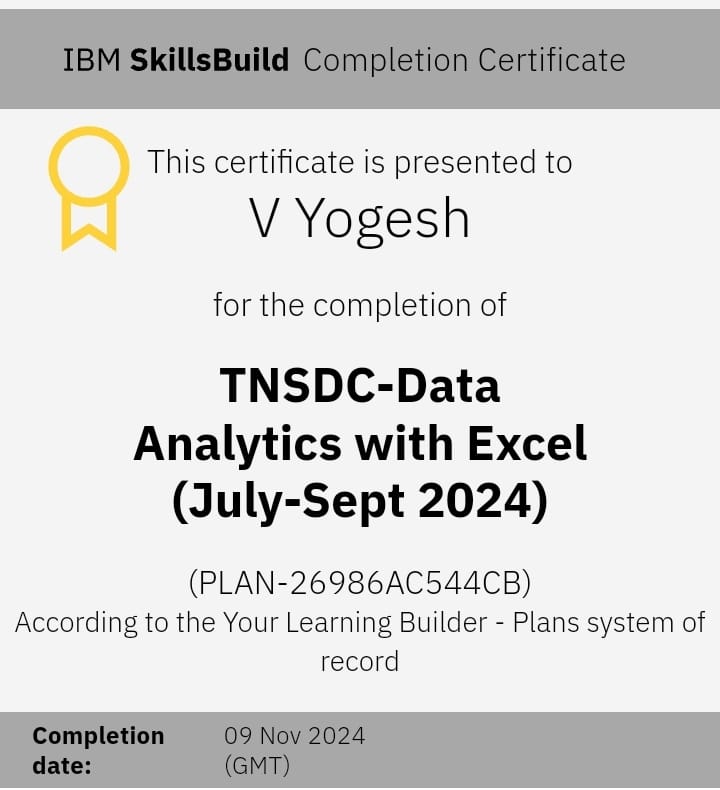 IBM SkillsBuild Completion Certificate
This certificate is presented to
V Yogesh
for the completion of
TNSDC-Data
Analytics with Excel
(July-Sept 2024)
(PLAN-26986AC544CB)
According to the Your Learning Builder - Plans system of
record
Completion 09 Nov 2024
date: (GMT)